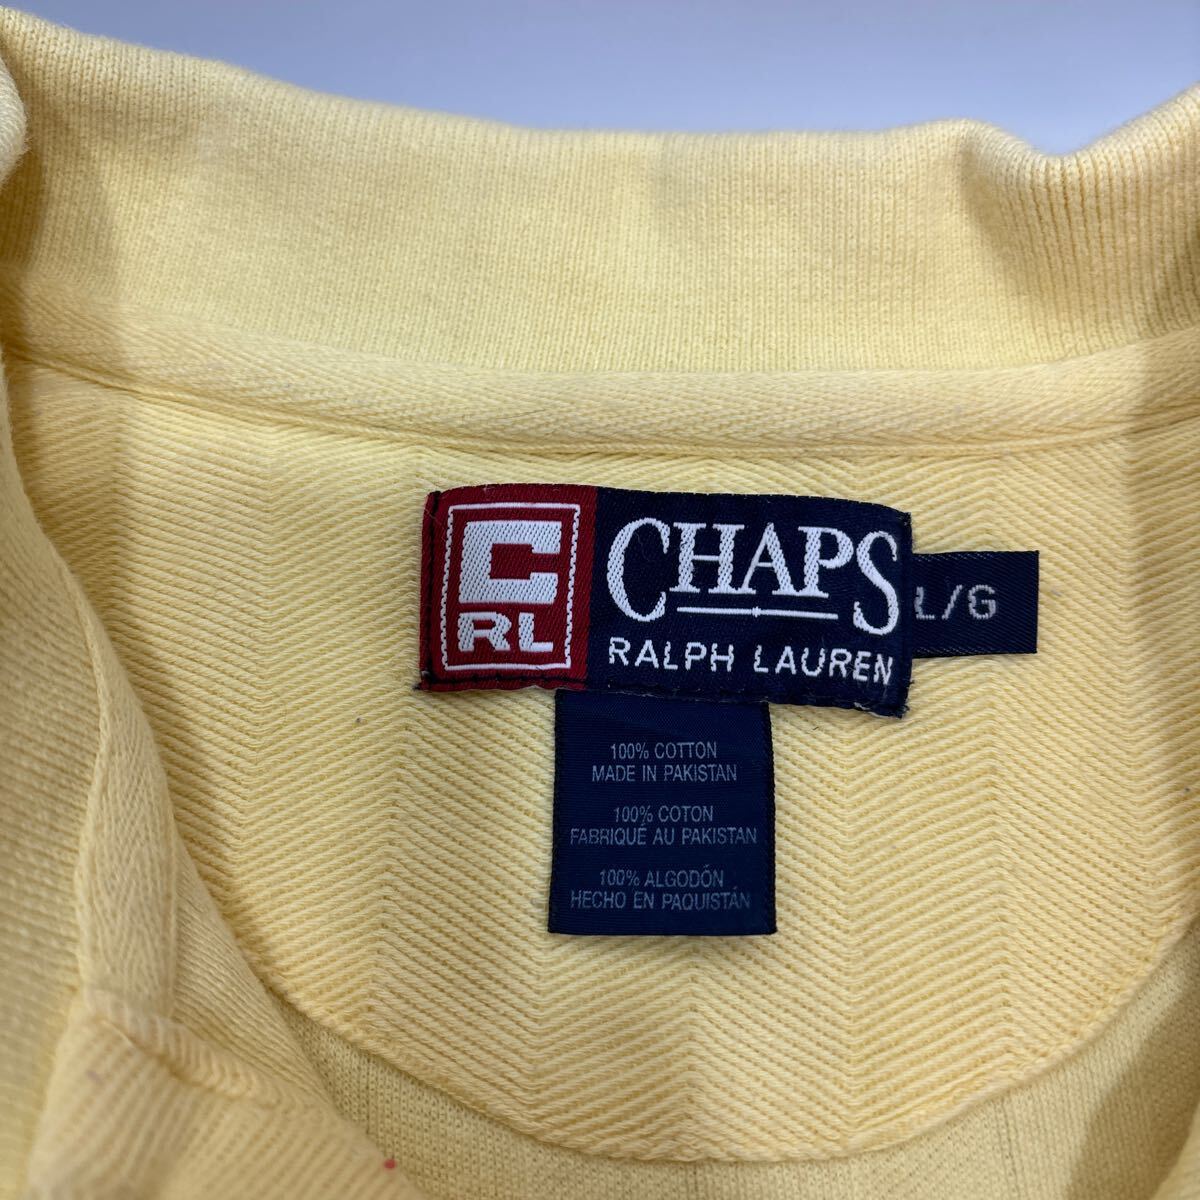 C
RL
CHAPS
RALPH LAUREN
L/G
100% COTTON
MADE IN PAKISTAN
100% COTON
FABRIQUÉ AU PAKISTAN
100% ALGODÓN
HECHO EN PAQUISTÁN